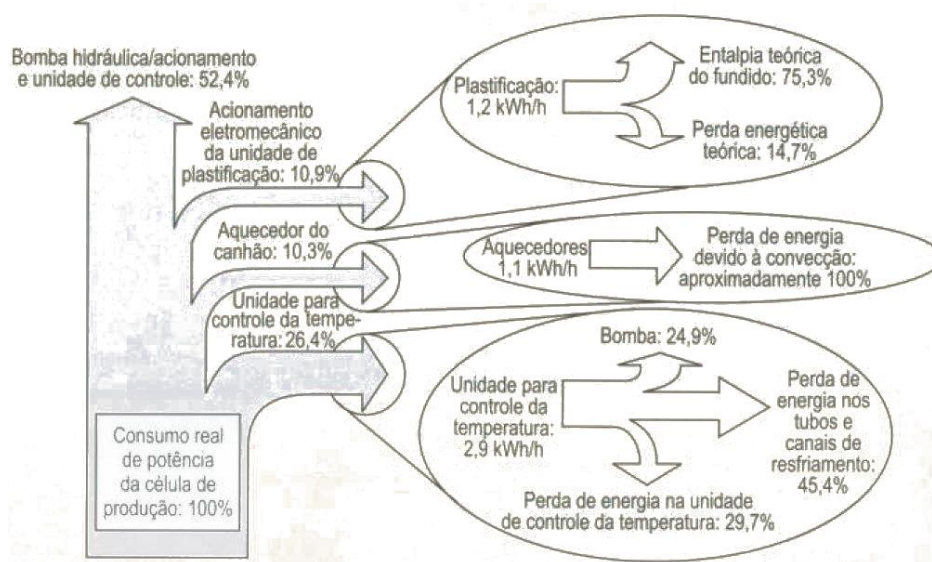 Bomba hidráulica/acionamento
e unidade de controle: 52,4%
Acionamento
eletromecânico
da unidade de
plastificação: 10,9%
Aquecedor do
canhão: 10,3%
Unidade para
controle da tempe-
ratura: 26,4%
Consumo real
de potência
da célula de
produção: 100%
Plastificação:
1,2 kWh/h
Entalpia teórica
do fundido: 75,3%
Perda energética
teórica: 14,7%
Aquecedores
1,1 kWh/h
Perda de energia
devido à convecção:
aproximadamente 100%
Bomba: 24,9%
Unidade para
controle da
temperatura:
2,9 kWh/h
Perda de
energia nos
tubos e
canais de
resfriamento:
45,4%
Perda de energia na unidade
de controle da temperatura: 29,7%